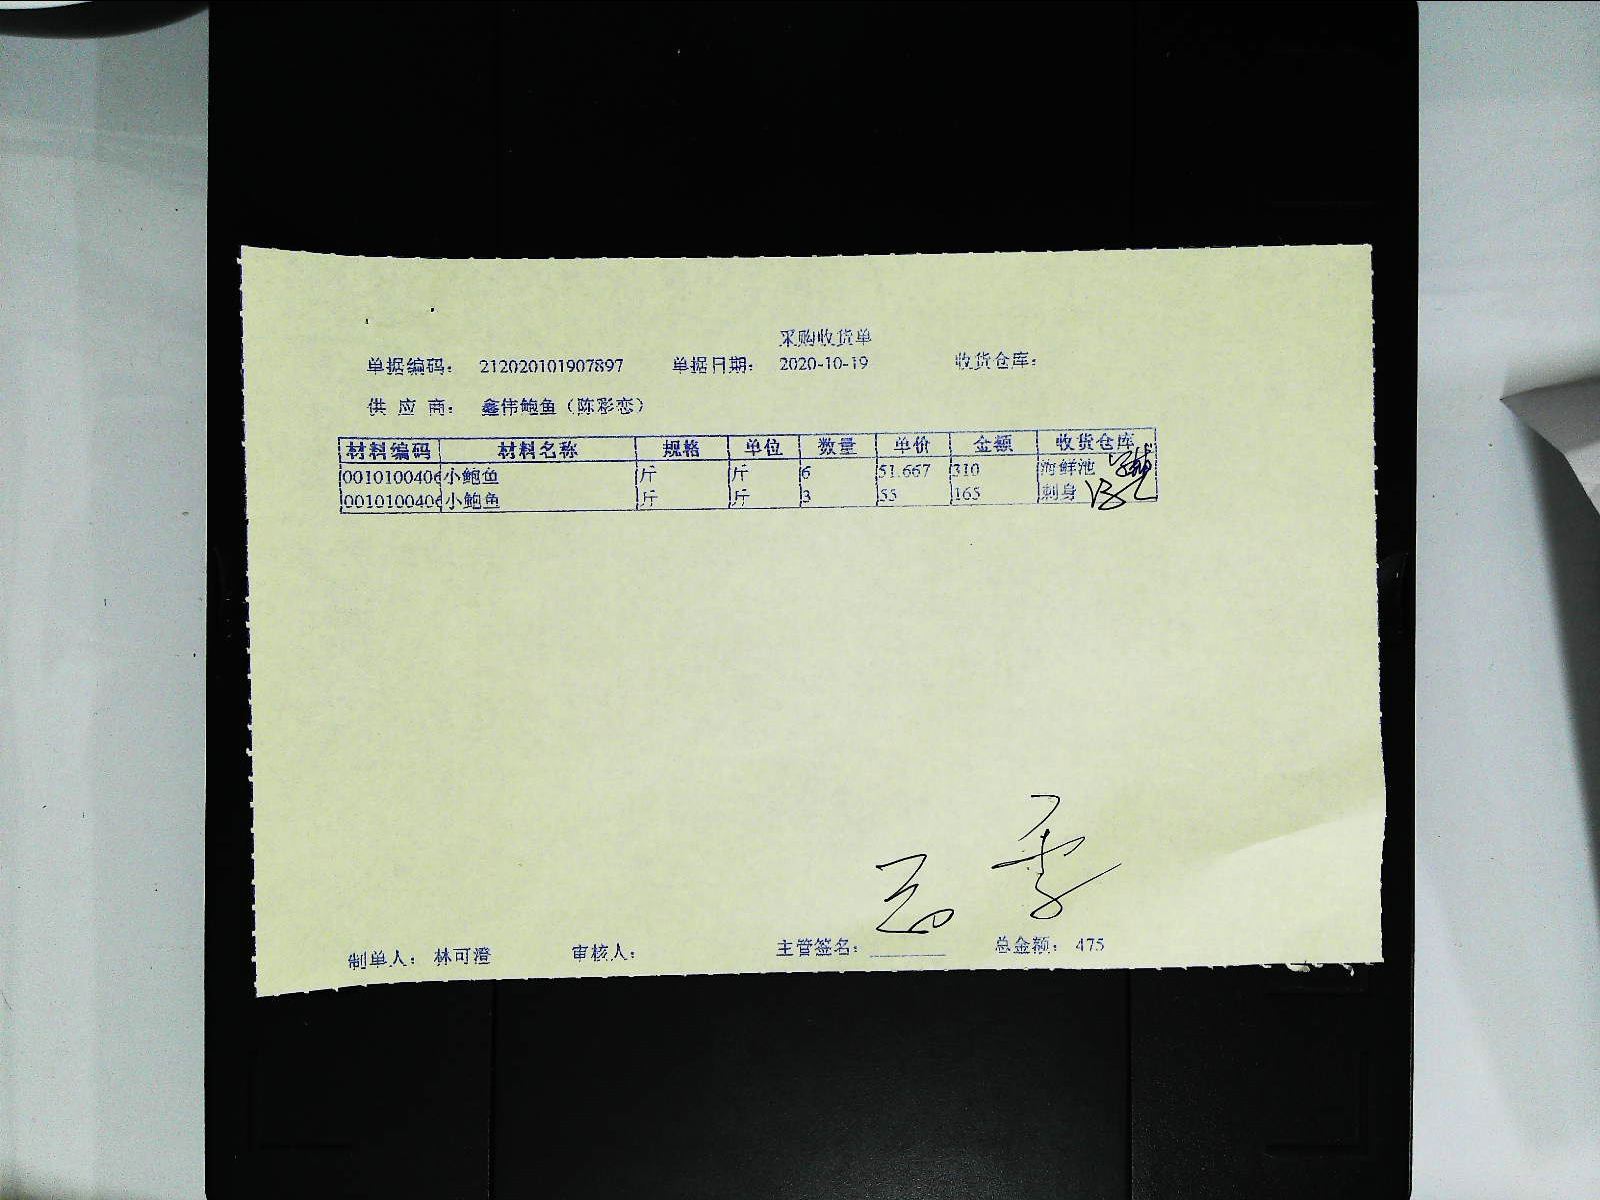 采购收货单
单据编码： 212020101907897 单据日期： 2020-10-19 收货仓库：
供 应 商： 鑫伟鲍鱼（陈彩恋）
材料编码 材料名称 规格 单位 数量 单价 金额 收货仓库
0010100406 小鲍鱼 斤 斤 6 51.667 310 海鲜池
0010100406 小鲍鱼 斤 斤 3 55 165 刺身
制单人： 林可澄 审核人： 主管签名： 总金额： 475